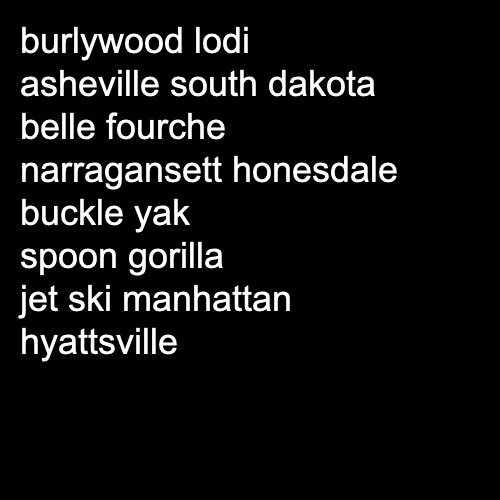 burlywood lodi
asheville south dakota
belle fourche
narragansett honesdale
buckle yak
spoon gorilla
jet ski manhattan
hyattsville